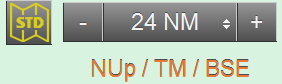 STD - 24 NM +
NUp / TM / BSE